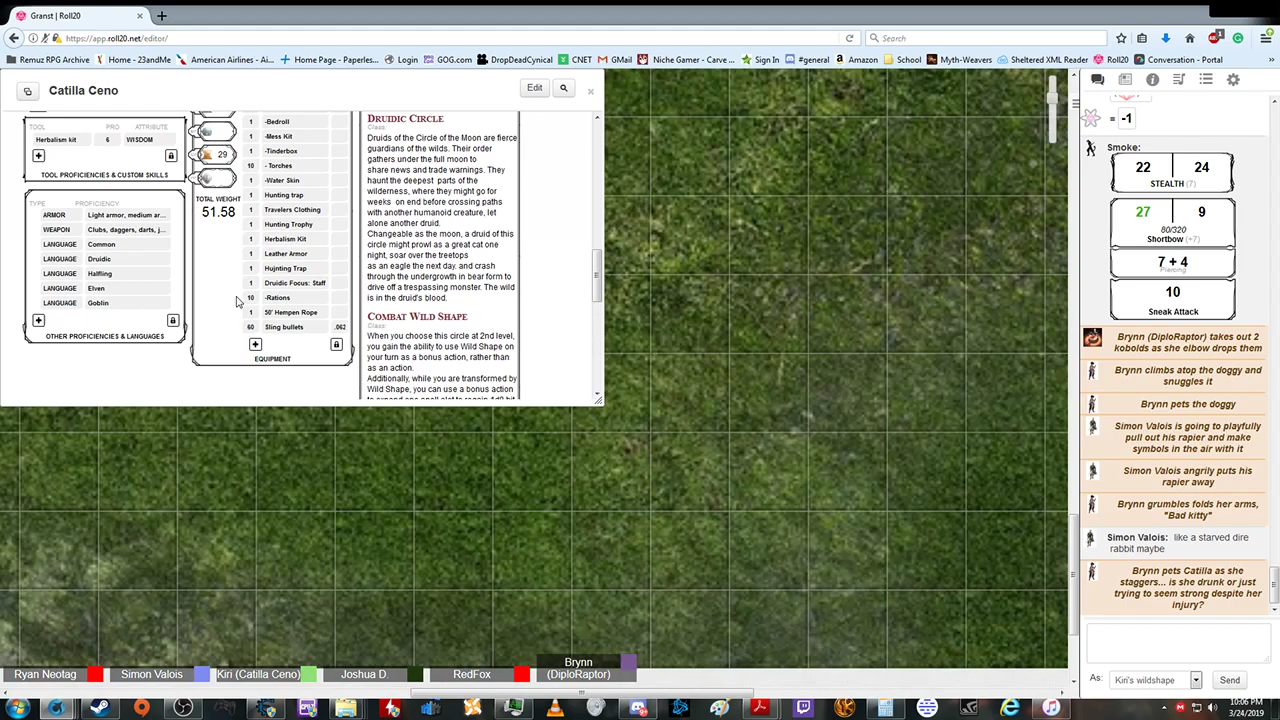 Granst | Roll20
https://app.roll20.net/editor/
Search
Remuz RPG Archive
Home - 23andMe
American Airlines - Ai...
Home Page - Paperles...
Login
GOG.com
DropDeadCynical
CNET
GMail
Niche Gamer - Carve ...
Sign In
#general
Amazon
School
Myth-Weavers
Sheltered XML Reader
Roll20
Conversation - Portal
Catilla Ceno
Edit
TOOL PRO ATTRIBUTE
Herbalism kit 6 WISDOM
TOOL PROFICIENCIES & CUSTOM SKILLS
TYPE PROFICIENCY
ARMOR Light armor, medium ar...
WEAPON Clubs, daggers, darts, j...
LANGUAGE Common
LANGUAGE Druidic
LANGUAGE Halfling
LANGUAGE Elven
LANGUAGE Goblin
OTHER PROFICIENCIES & LANGUAGES
29
TOTAL WEIGHT
51.58
1 -Bedroll
1 -Mess Kit
1 -Tinderbox
10 - Torches
1 -Water Skin
1 Hunting trap
1 Travelers Clothing
1 Hunting Trophy
1 Herbalism Kit
1 Leather Armor
1 Hujnting Trap
1 Druidic Focus: Staff
10 -Rations
1 50' Hempen Rope
60 Sling bullets .062
EQUIPMENT
DRUIDIC CIRCLE
Class:
Druids of the Circle of the Moon are fierce
guardians of the wilds. Their order
gathers under the full moon to
share news and trade warnings. They
haunt the deepest parts of the
wilderness, where they might go for
weeks on end before crossing paths
with another humanoid creature, let
alone another druid.
Changeable as the moon, a druid of this
circle might prowl as a great cat one
night, soar over the treetops
as an eagle the next day, and crash
through the undergrowth in bear form to
drive off a trespassing monster. The wild
is in the druid's blood.
COMBAT WILD SHAPE
Class:
When you choose this circle at 2nd level,
you gain the ability to use Wild Shape on
your turn as a bonus action, rather than
as an action.
Additionally, while you are transformed by
Wild Shape, you can use a bonus action
to expend one spell slot to regain 1d8 hit
= -1
Smoke:
22 24
STEALTH (7)
27 9
80/320
Shortbow (+7)
7 + 4
Piercing
10
Sneak Attack
Brynn (DiploRaptor) takes out 2
kobolds as she elbow drops them
Brynn climbs atop the doggy and
snuggles it
Brynn pets the doggy
Simon Valois is going to playfully
pull out his rapier and make
symbols in the air with it
Simon Valois angrily puts his
rapier away
Brynn grumbles folds her arms,
"Bad kitty"
Simon Valois: like a starved dire
rabbit maybe
Brynn pets Catilla as she
staggers... is she drunk or just
trying to seem strong despite her
injury?
As: Kiri's wildshape Send
Ryan Neotag
Simon Valois
Kiri (Catilla Ceno)
Joshua D.
RedFox
Brynn
(DiploRaptor)
10:06 PM
3/24/2019